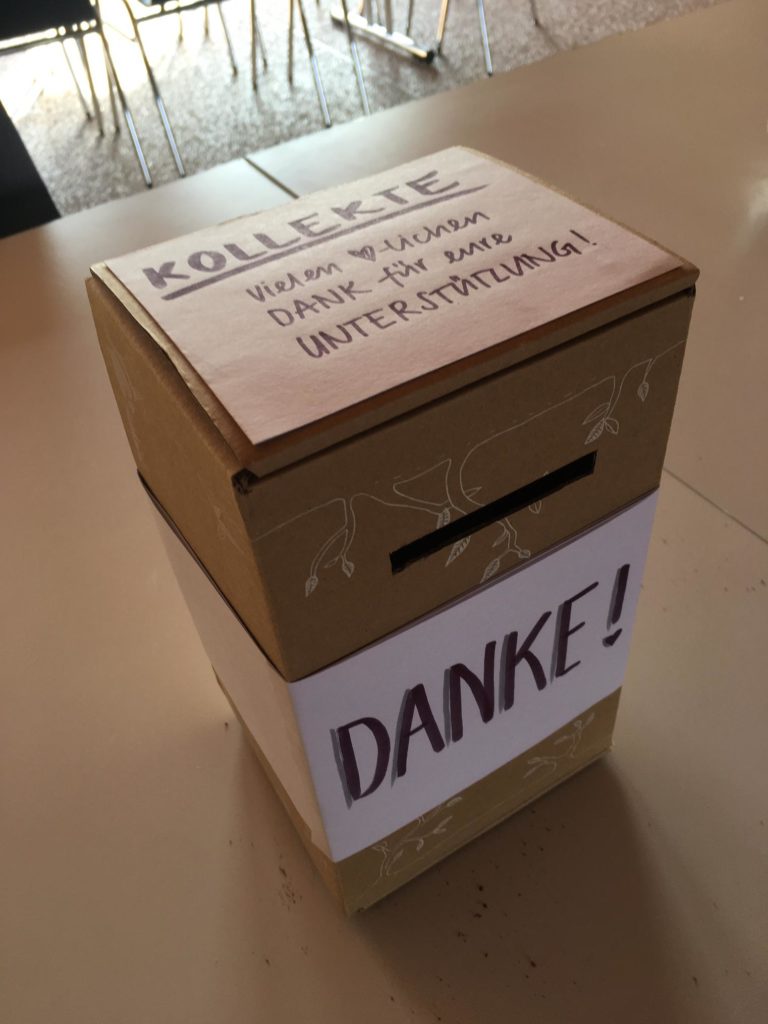 KOLLEKTE
vielen ♥-lichen
DANK für eure
UNTERSTÜTZUNG!
DANKE!